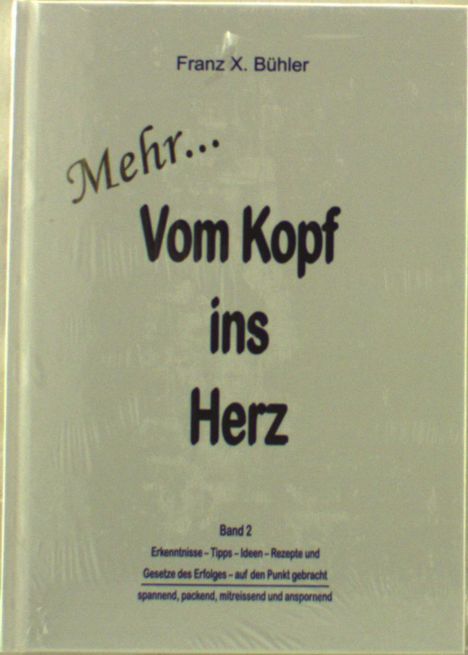 Franz X. Bühler
Mehr...
Vom Kopf
ins
Herz
Band 2
Erkenntnisse – Tipps – Ideen – Rezepte und
Gesetze des Erfolges – auf den Punkt gebracht
spannend, packend, mitreissend und anspornend